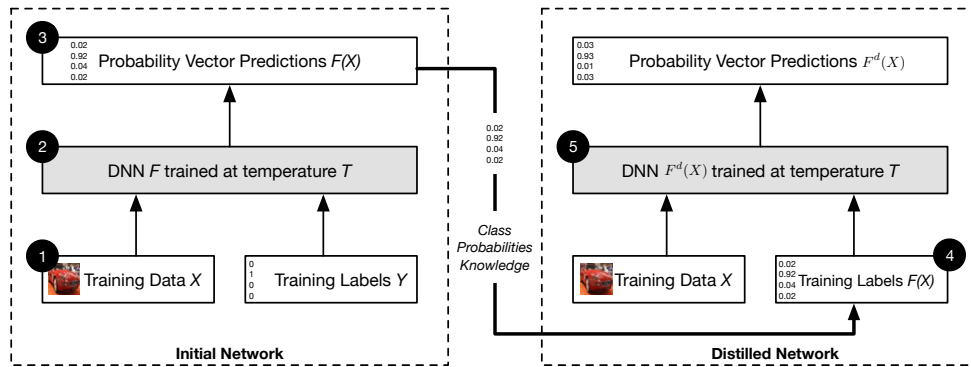 3
0.02
0.92
0.04
0.02
Probability Vector Predictions F(X)
2
DNN F trained at temperature T
1
Training Data X
0
1
0
0
Training Labels Y
Initial Network
0.02
0.92
0.04
0.02
Class
Probabilities
Knowledge
0.03
0.93
0.01
0.03
Probability Vector Predictions F^d(X)
5
DNN F^d(X) trained at temperature T
Training Data X
4
0.02
0.92
0.04
0.02
Training Labels F(X)
Distilled Network